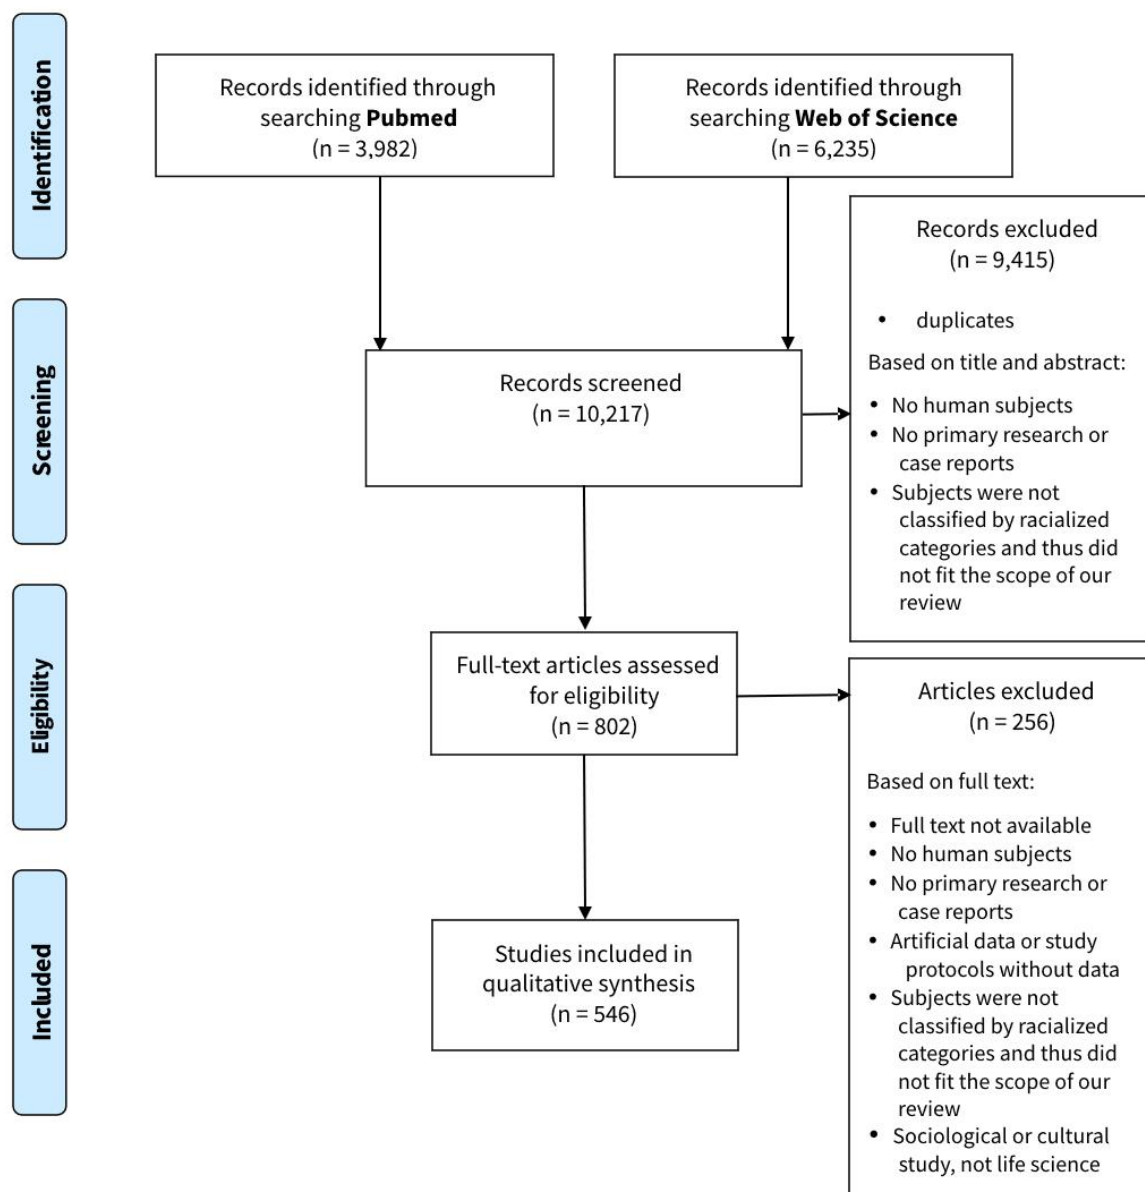 Identification
Records identified through
searching Pubmed
(n = 3,982)
Records identified through
searching Web of Science
(n = 6,235)
Records excluded
(n = 9,415)
• duplicates
Based on title and abstract:
• No human subjects
• No primary research or
case reports
• Subjects were not
classified by racialized
categories and thus did
not fit the scope of our
review
Screening
Records screened
(n = 10,217)
Eligibility
Full-text articles assessed
for eligibility
(n = 802)
Articles excluded
(n = 256)
Based on full text:
• Full text not available
• No human subjects
• No primary research or
case reports
• Artificial data or study
protocols without data
• Subjects were not
classified by racialized
categories and thus did
not fit the scope of our
review
• Sociological or cultural
study, not life science
Included
Studies included in
qualitative synthesis
(n = 546)